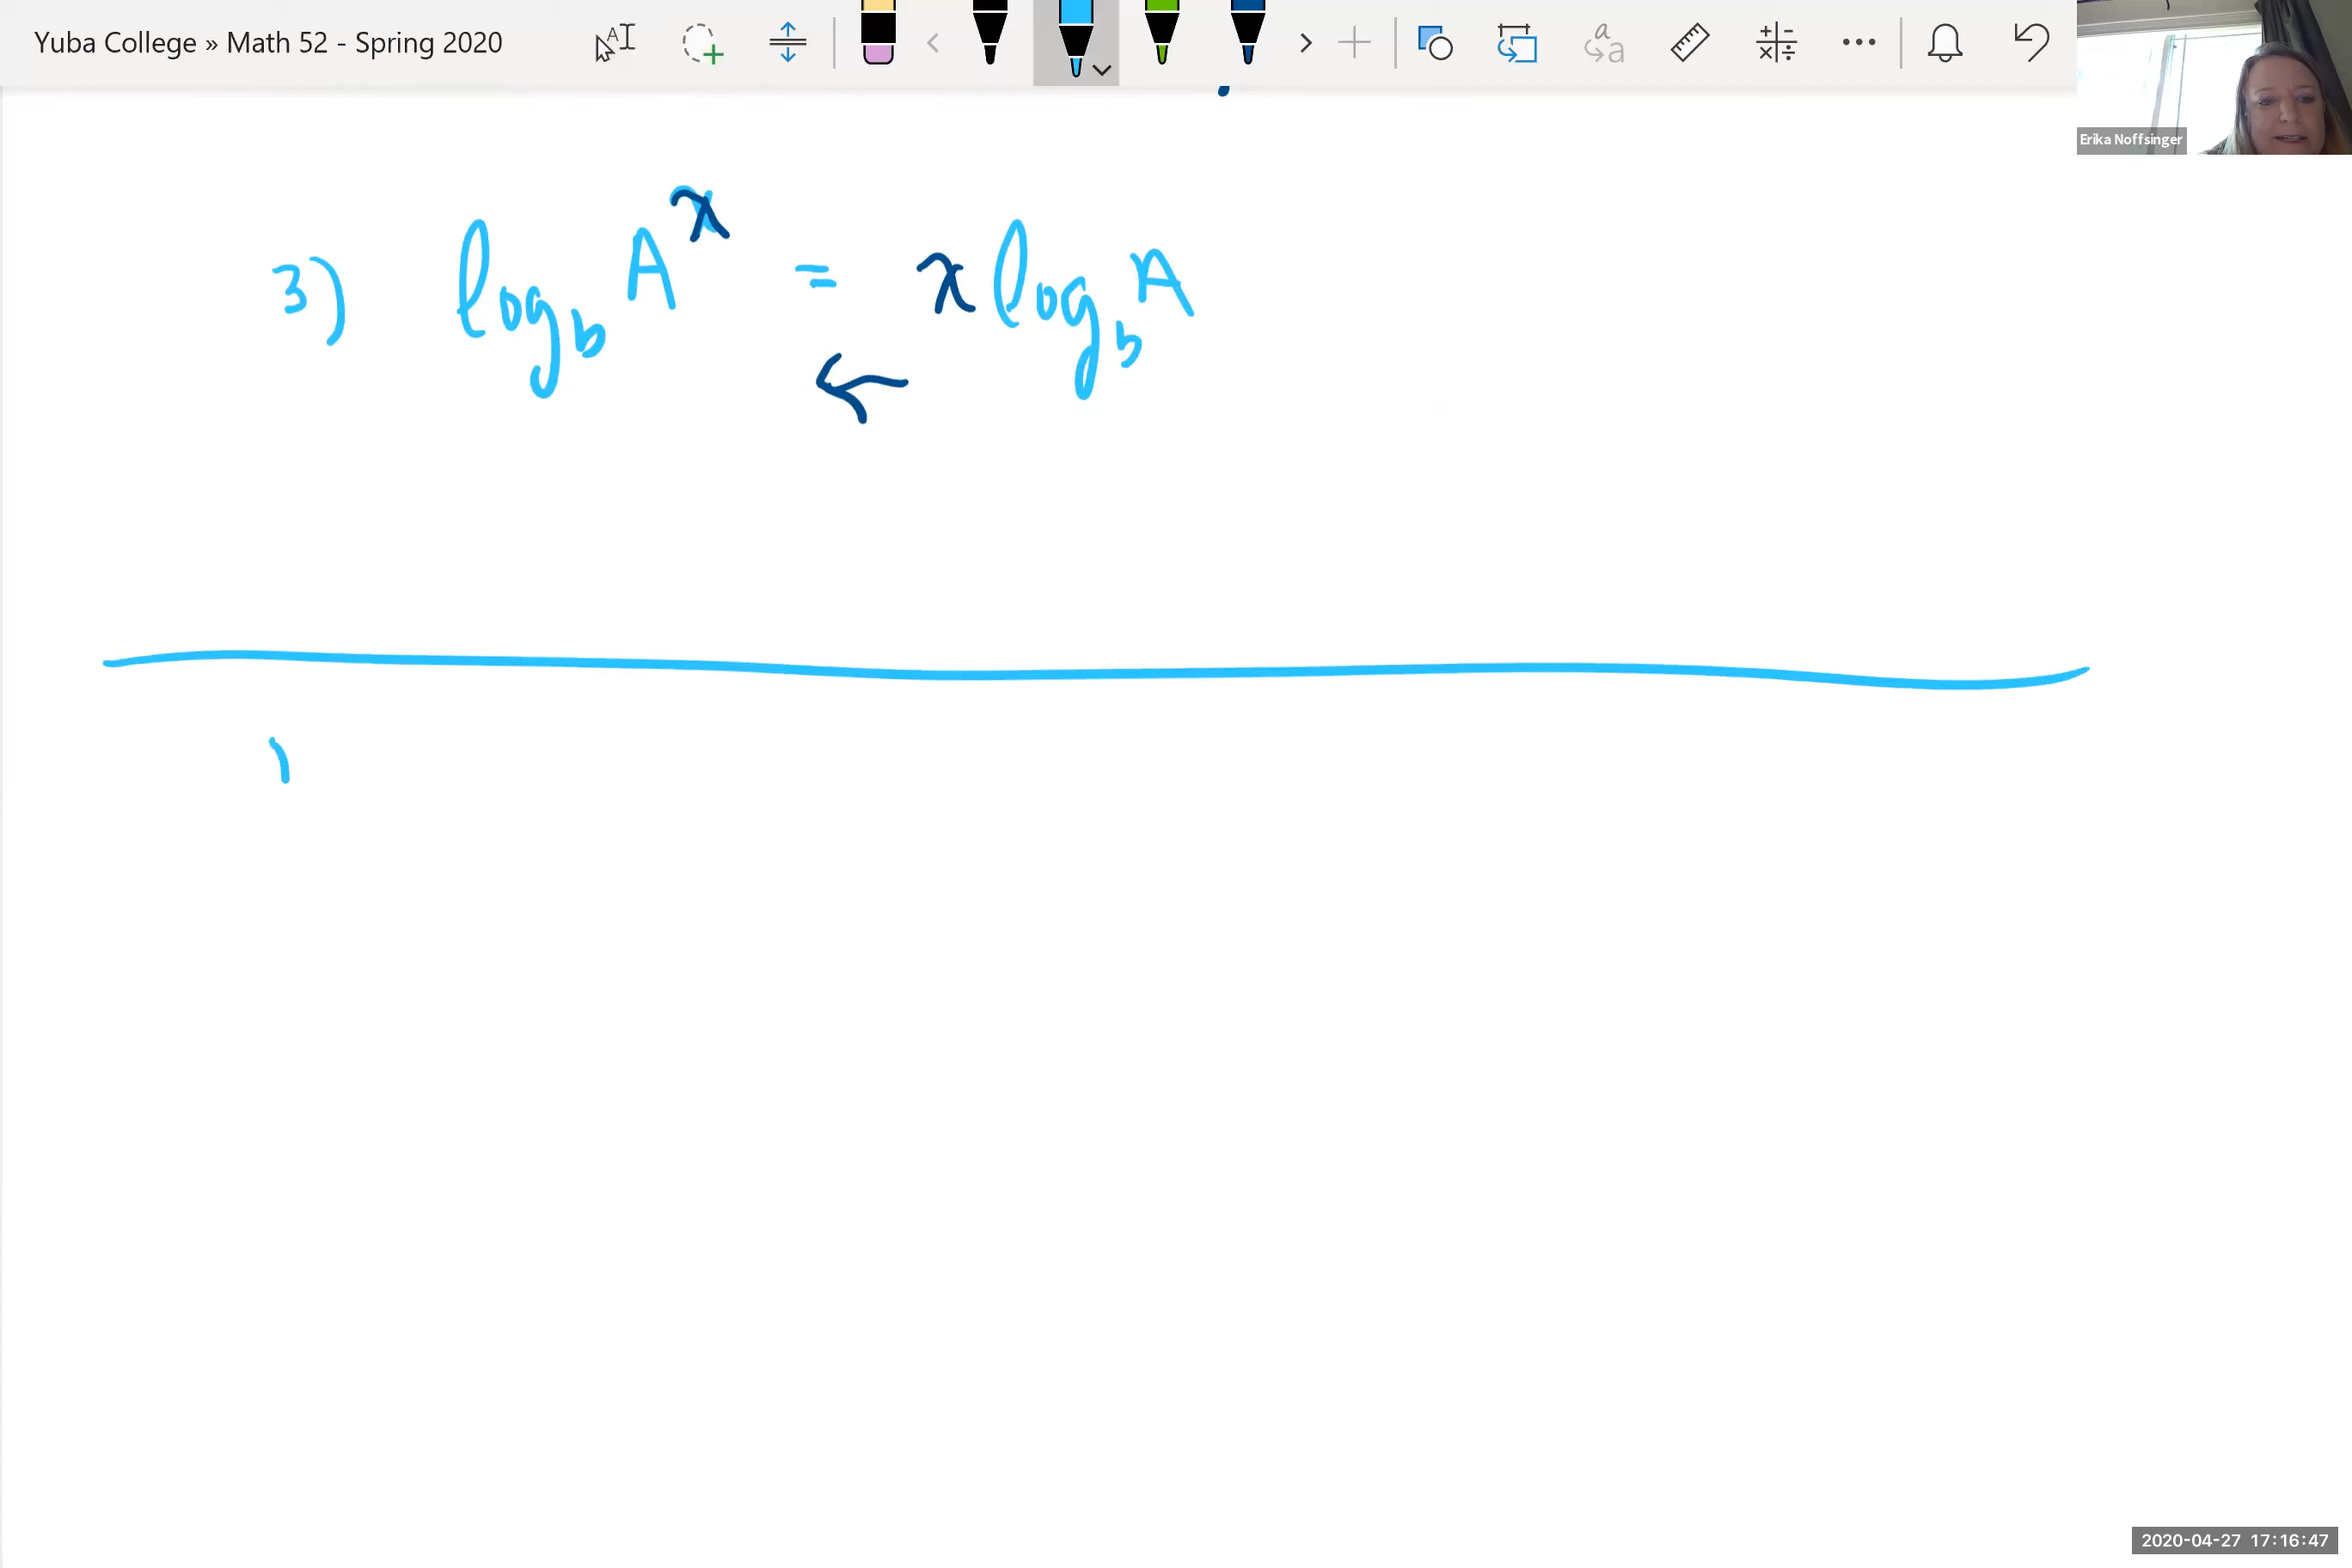 Yuba College » Math 52 - Spring 2020
Erika Noffsinger
3) log_b A^x = x log_b A
←
2020-04-27 17:16:47